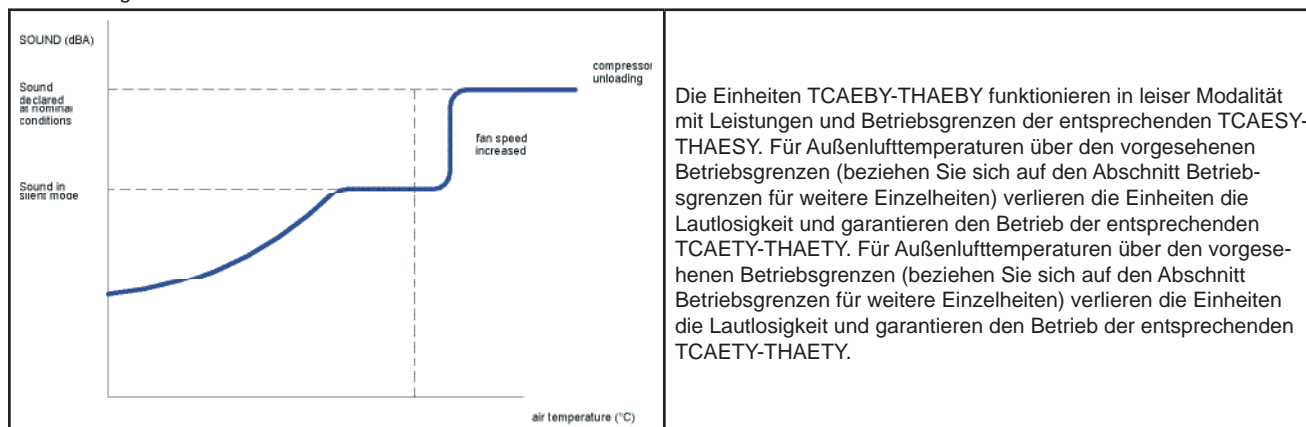 SOUND (dBA)
Sound
declared
at nominal
conditions
Sound in
silent mode
compressor
unloading
fan speed
increased
air temperature (°C)
Die Einheiten TCAEBY-THAEBY funktionieren in leiser Modalität
mit Leistungen und Betriebsgrenzen der entsprechenden TCAESY-
THAESY. Für Außenlufttemperaturen über den vorgesehenen
Betriebsgrenzen (beziehen Sie sich auf den Abschnitt Betrieb-
sgrenzen für weitere Einzelheiten) verlieren die Einheiten die
Lautlosigkeit und garantieren den Betrieb der entsprechenden
TCAETY-THAETY. Für Außenlufttemperaturen über den vorgese-
henen Betriebsgrenzen (beziehen Sie sich auf den Abschnitt
Betriebsgrenzen für weitere Einzelheiten) verlieren die Einheiten
die Lautlosigkeit und garantieren den Betrieb der entsprechenden
TCAETY-THAETY.